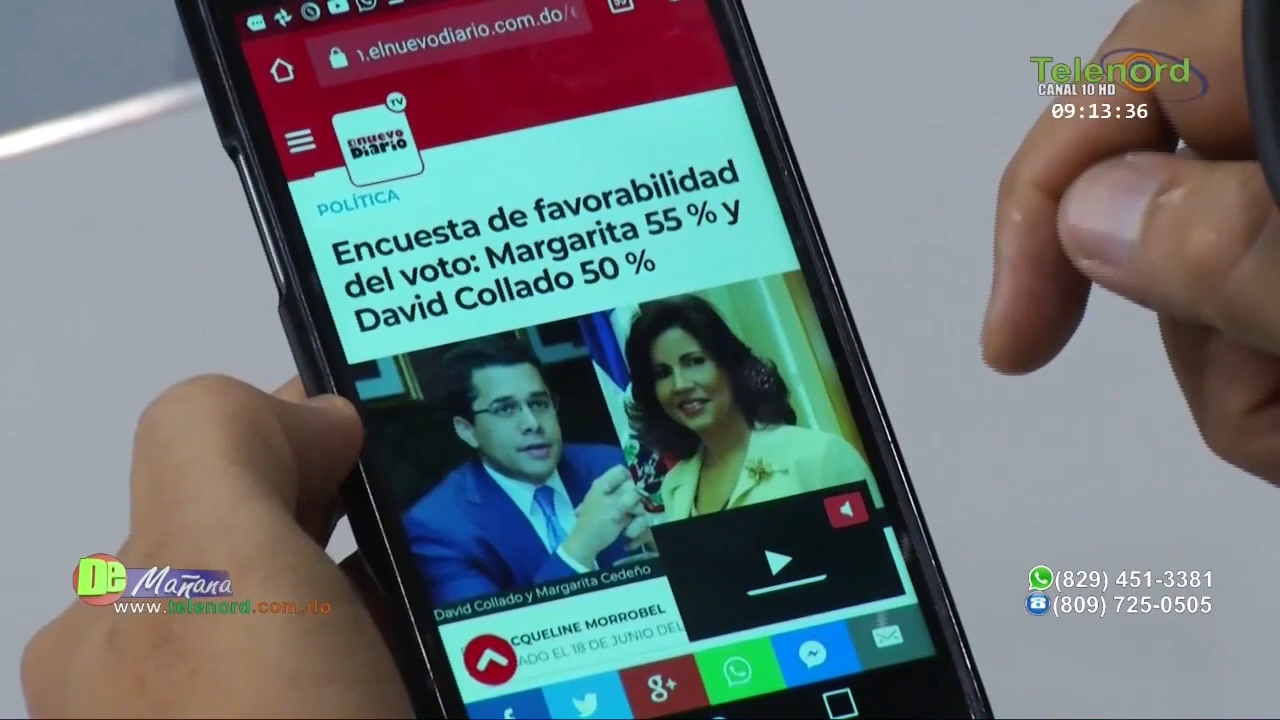 n.elnuevodiario.com.do/
Telenord
CANAL 10 HD
09:13:36
TV
El nuevo
Diario
POLÍTICA
Encuesta de favorabilidad
del voto: Margarita 55 % y
David Collado 50 %
David Collado y Margarita Cedeño
CQUELINE MORROBEL
ADO EL 18 DE JUNIO DEL
De Mañana
www.telenord.com.do
(829) 451-3381
(809) 725-0505